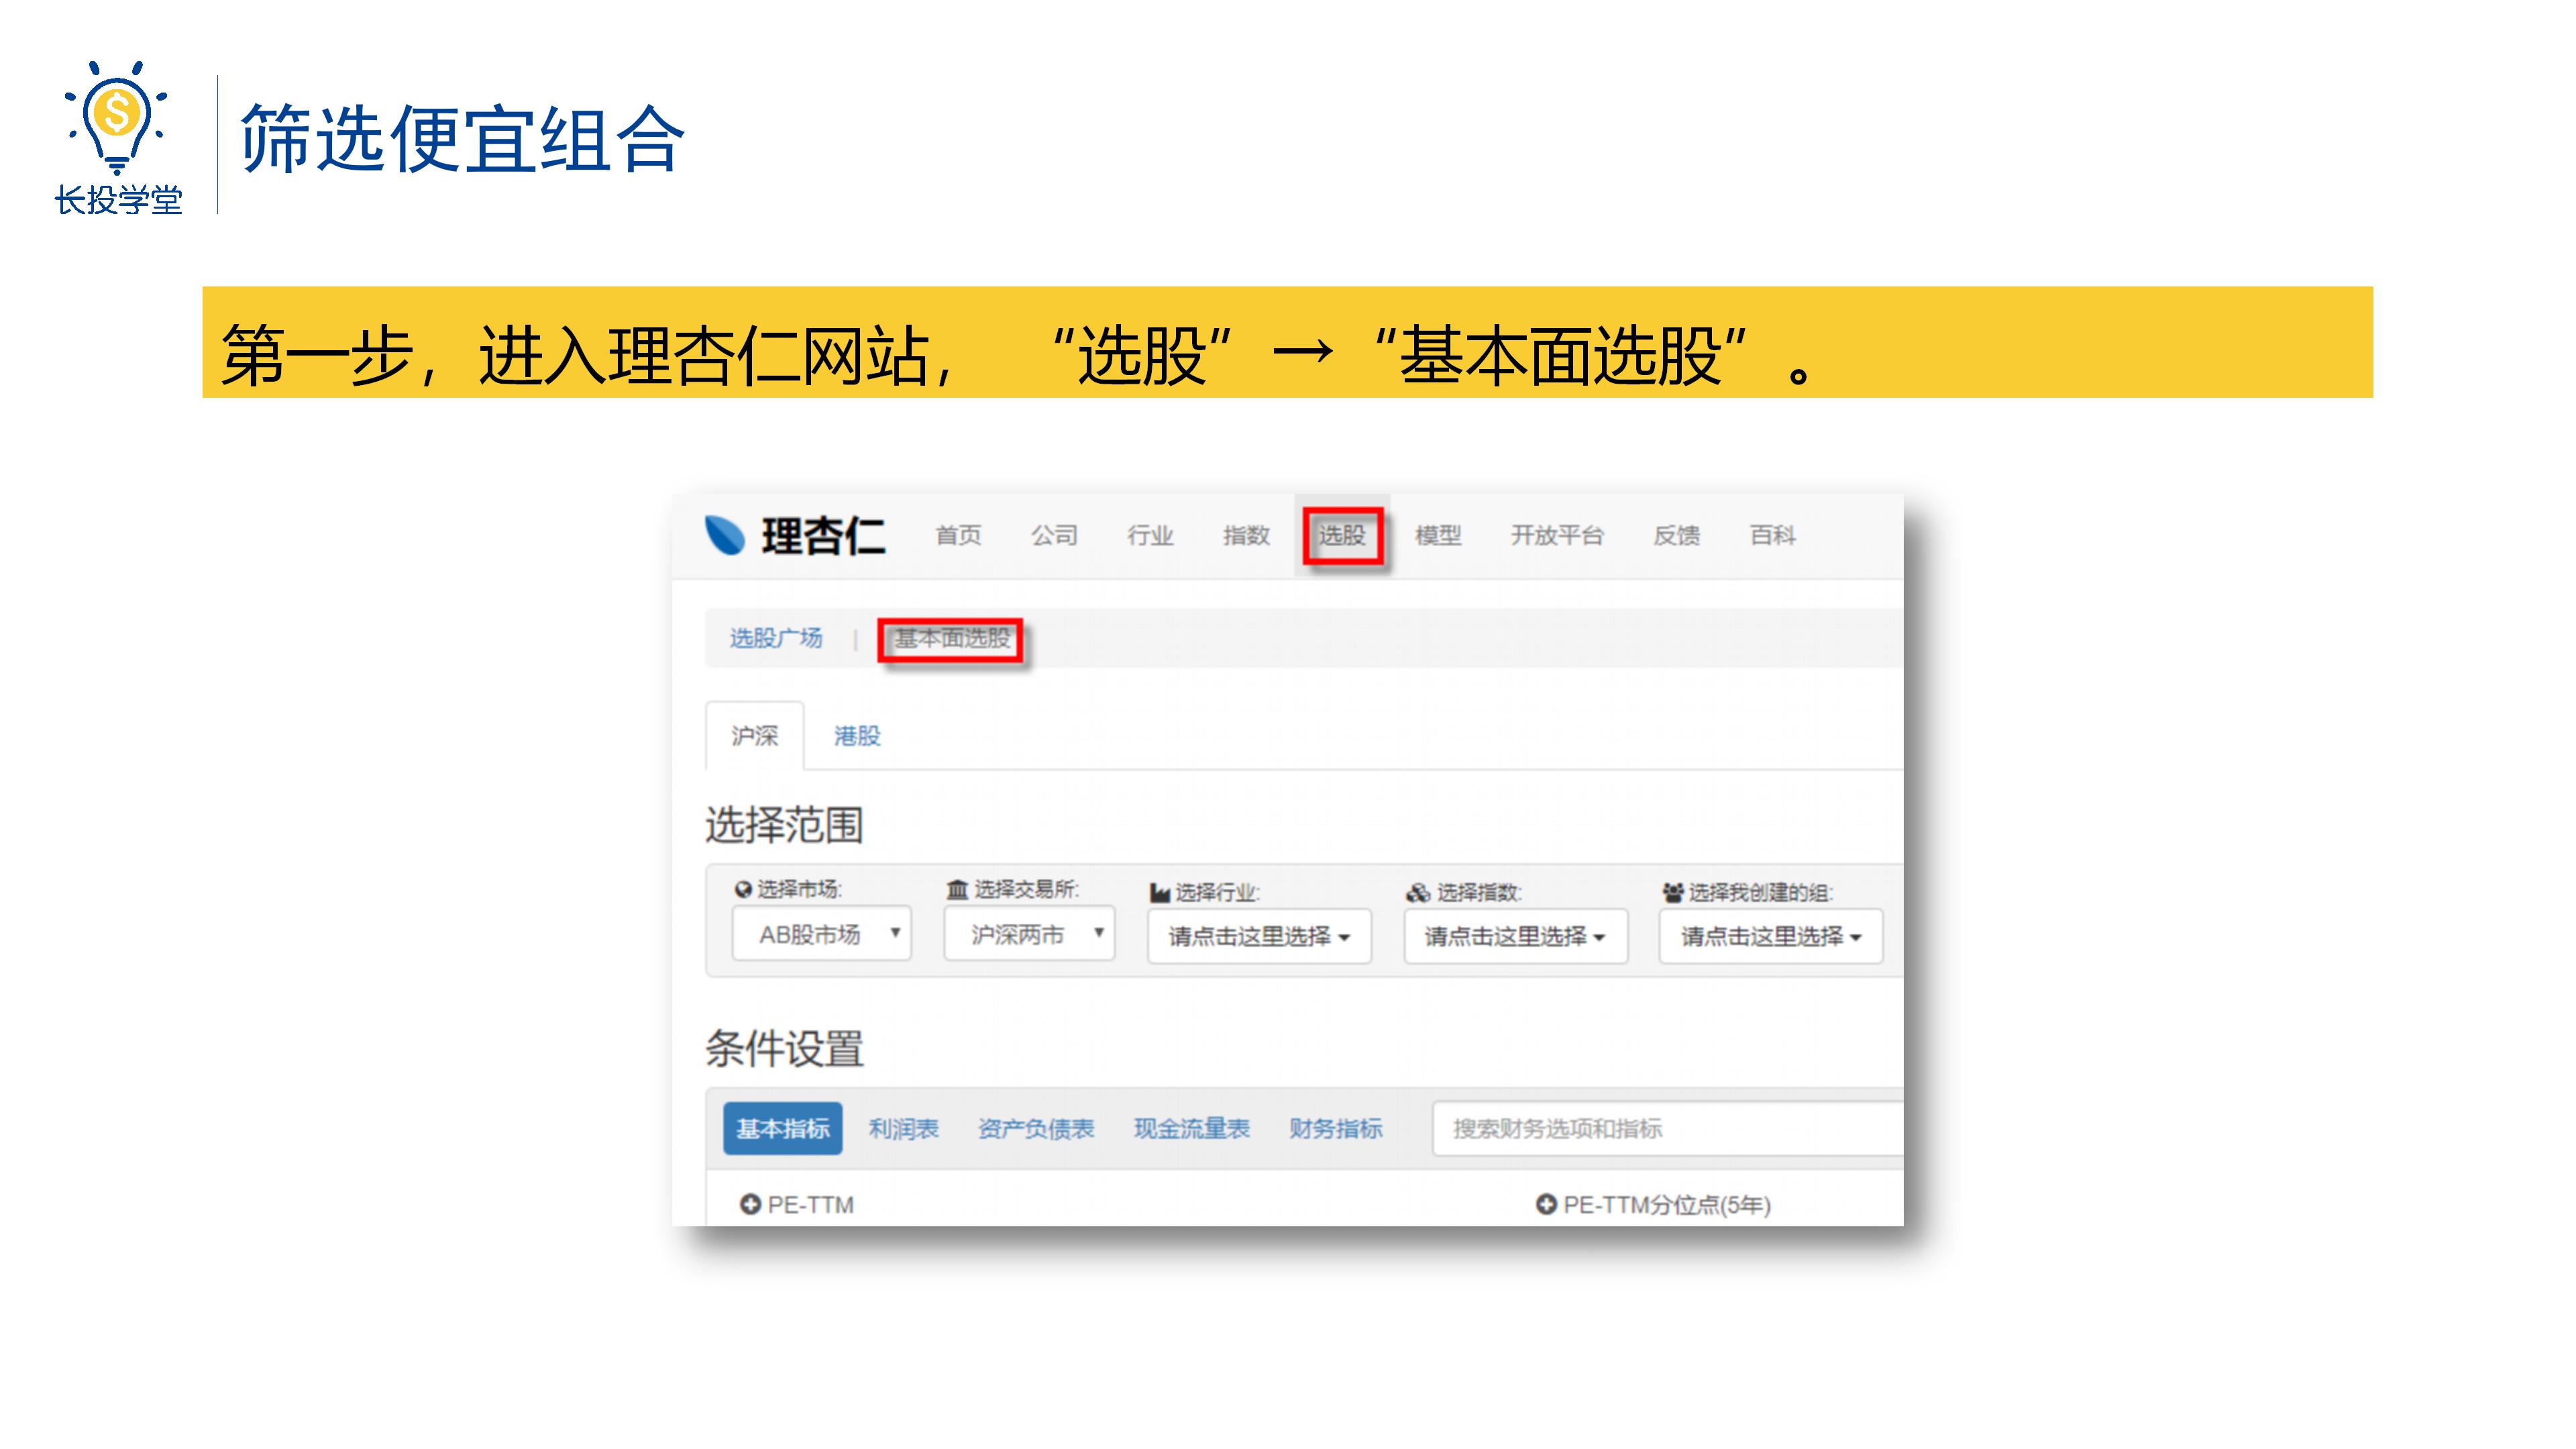 长投学堂
筛选便宜组合
第一步，进入理杏仁网站， “选股”→“基本面选股”。
理杏仁 首页 公司 行业 指数 选股 模型 开放平台 反馈 百科
选股广场 | 基本面选股
沪深 港股
选择范围
选择市场: 选择交易所: 选择行业: 选择指数: 选择我创建的组:
AB股市场 沪深两市 请点击这里选择 请点击这里选择 请点击这里选择
条件设置
基本指标 利润表 资产负债表 现金流量表 财务指标 搜索财务选项和指标
PE-TTM PE-TTM分位点(5年)